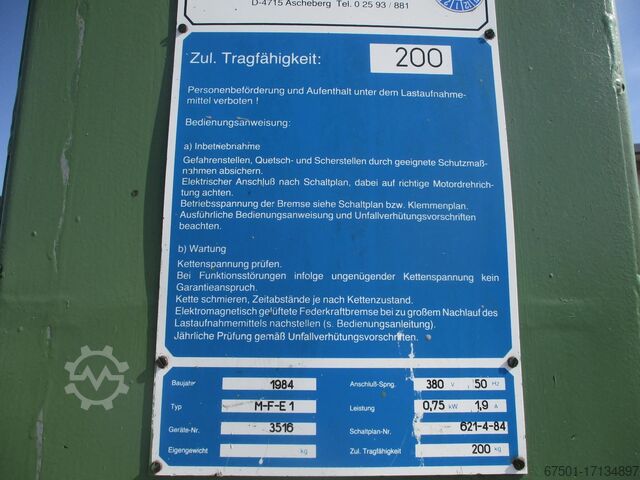 D-4715 Ascheberg Tel. 0 25 93 / 881
Zul. Tragfähigkeit: 200
Personenbeförderung und Aufenthalt unter dem Lastaufnahme-
mittel verboten !
Bedienungsanweisung:
a) Inbetriebnahme
Gefahrenstellen, Quetsch- und Scherstellen durch geeignete Schutzmaß-
nahmen absichern.
Elektrischer Anschluß nach Schaltplan, dabei auf richtige Motordrehrich-
tung achten.
Betriebsspannung der Bremse siehe Schaltplan bzw. Klemmenplan.
Ausführliche Bedienungsanweisung und Unfallverhütungsvorschriften
beachten.
b) Wartung
Kettenspannung prüfen.
Bei Funktionsstörungen infolge ungenügender Kettenspannung kein
Garantieanspruch.
Kette schmieren, Zeitabstände je nach Kettenzustand.
Elektromagnetisch gelüftete Federkraftbremse bei zu großem Nachlauf des
Lastaufnahmemittels nachstellen (s. Bedienungsanleitung).
Jährliche Prüfung gemäß Unfallverhütungsvorschriften.
Baujahr 1984 Anschluß-Spng. 380 V 50 Hz
Typ M-F-E 1 Leistung 0,75 kW 1,9 A
Geräte-Nr. 3516 Schaltplan-Nr. 621-4-84
Eigengewicht kg Zul. Tragfähigkeit 200 kg
67501-17134897